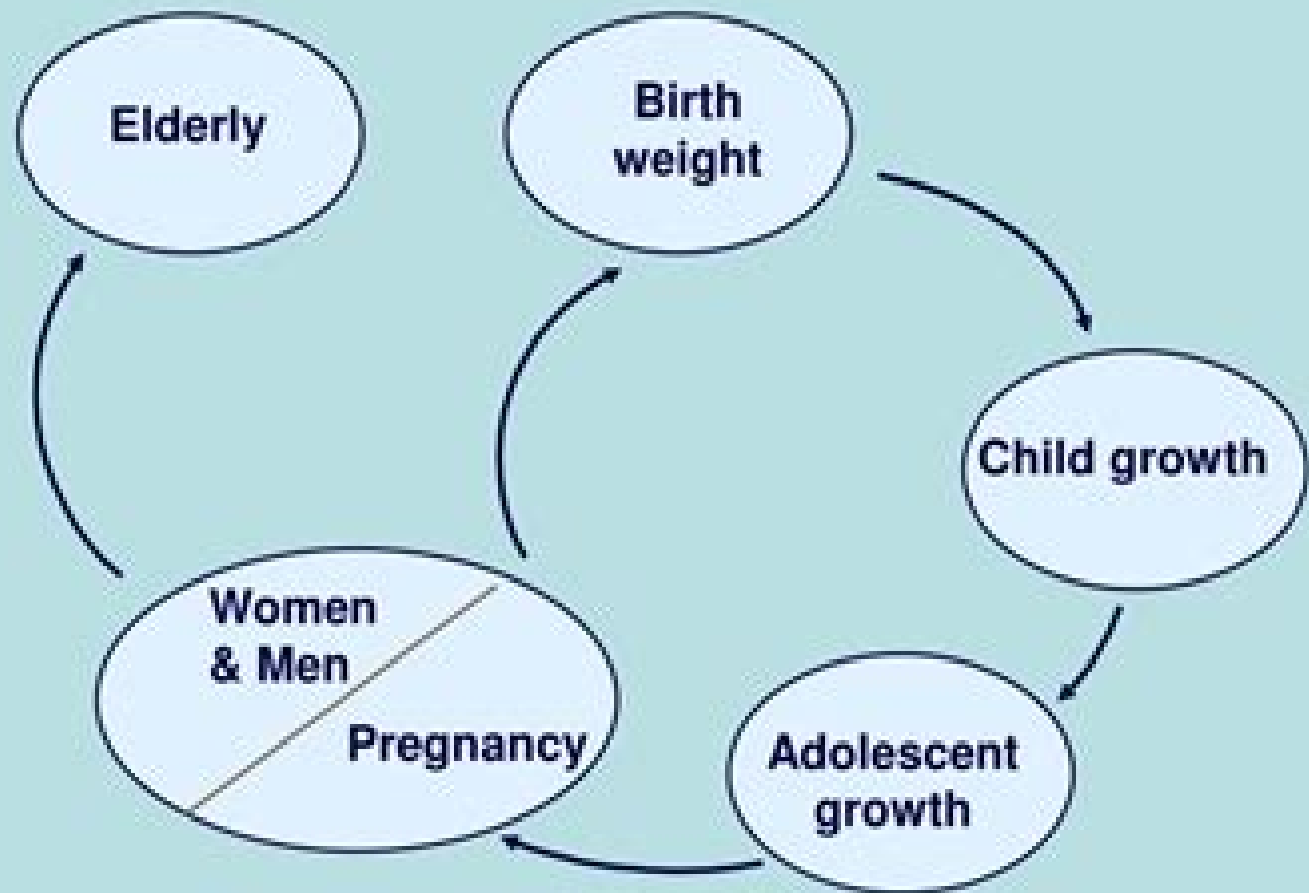 Elderly
Birth
weight
Child growth
Women
& Men
Pregnancy
Adolescent
growth